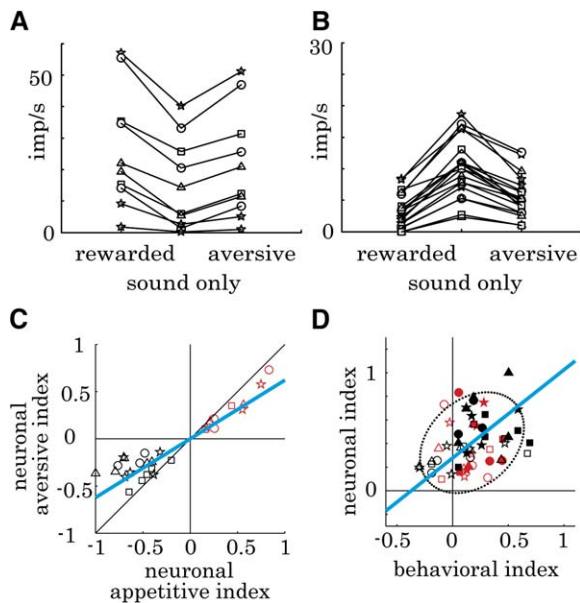 A
B
50
0
imp/s
rewarded aversive
sound only
30
0
imp/s
rewarded aversive
sound only
C
D
1
0.5
0
-0.5
-1
neuronal
aversive index
-1 -0.5 0 0.5 1
neuronal
appetitive index
1
0
neuronal index
0 0.5 1
behavioral index